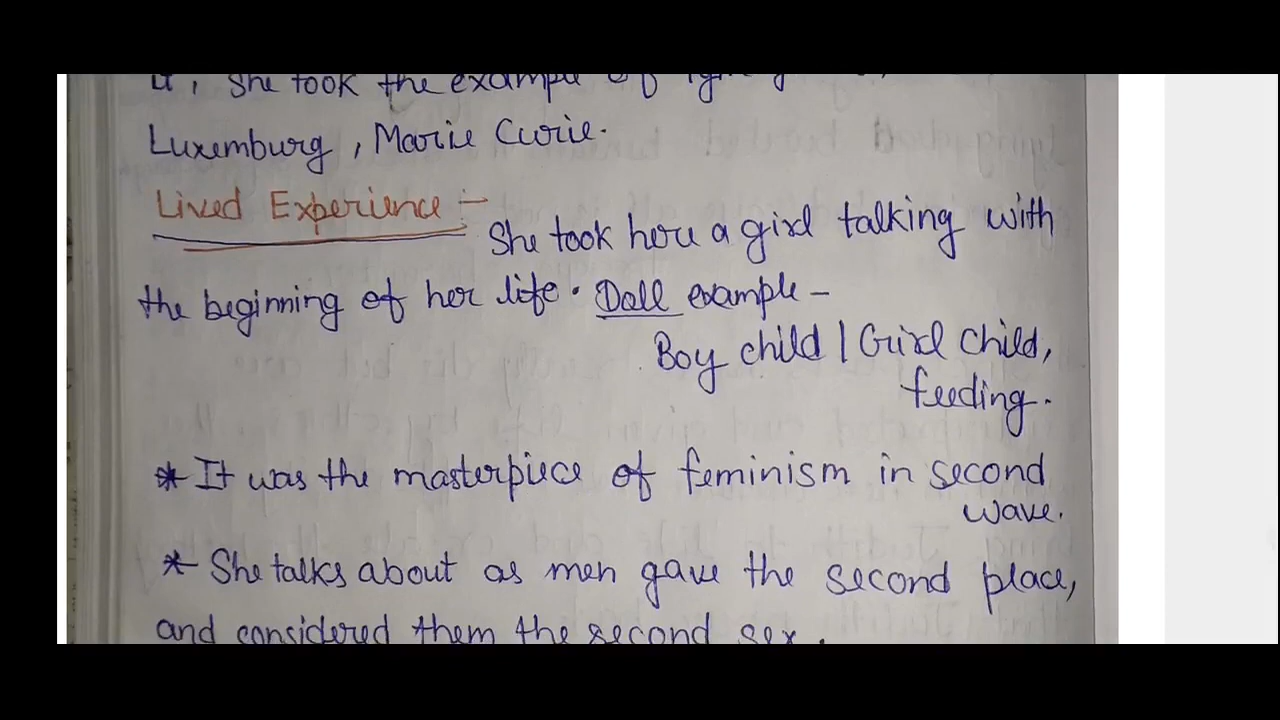 it, She took the example of
Luxemburg, Marie Curie.
Lived Experience :-
She took here a girl talking with
the beginning of her life. Doll example -
Boy child / Girl child,
feeding.
* It was the masterpiece of feminism in second
wave.
* She talks about as men gave the second place,
and considered them the second sex.